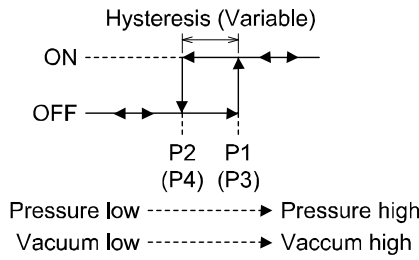 Hysteresis (Variable)
ON
OFF
P2 P1
(P4) (P3)
Pressure low Pressure high
Vacuum low Vaccum high